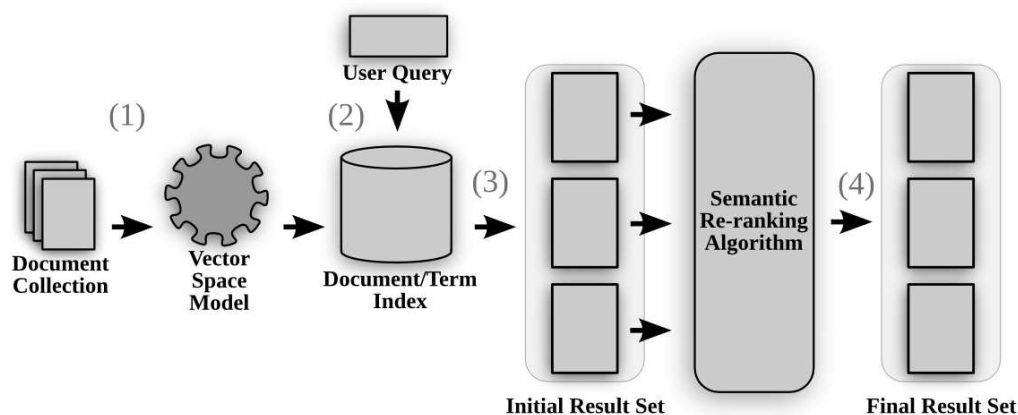 User Query
(1)
(2)
(3)
(4)
Document
Collection
Vector
Space
Model
Document/Term
Index
Semantic
Re-ranking
Algorithm
Initial Result Set
Final Result Set